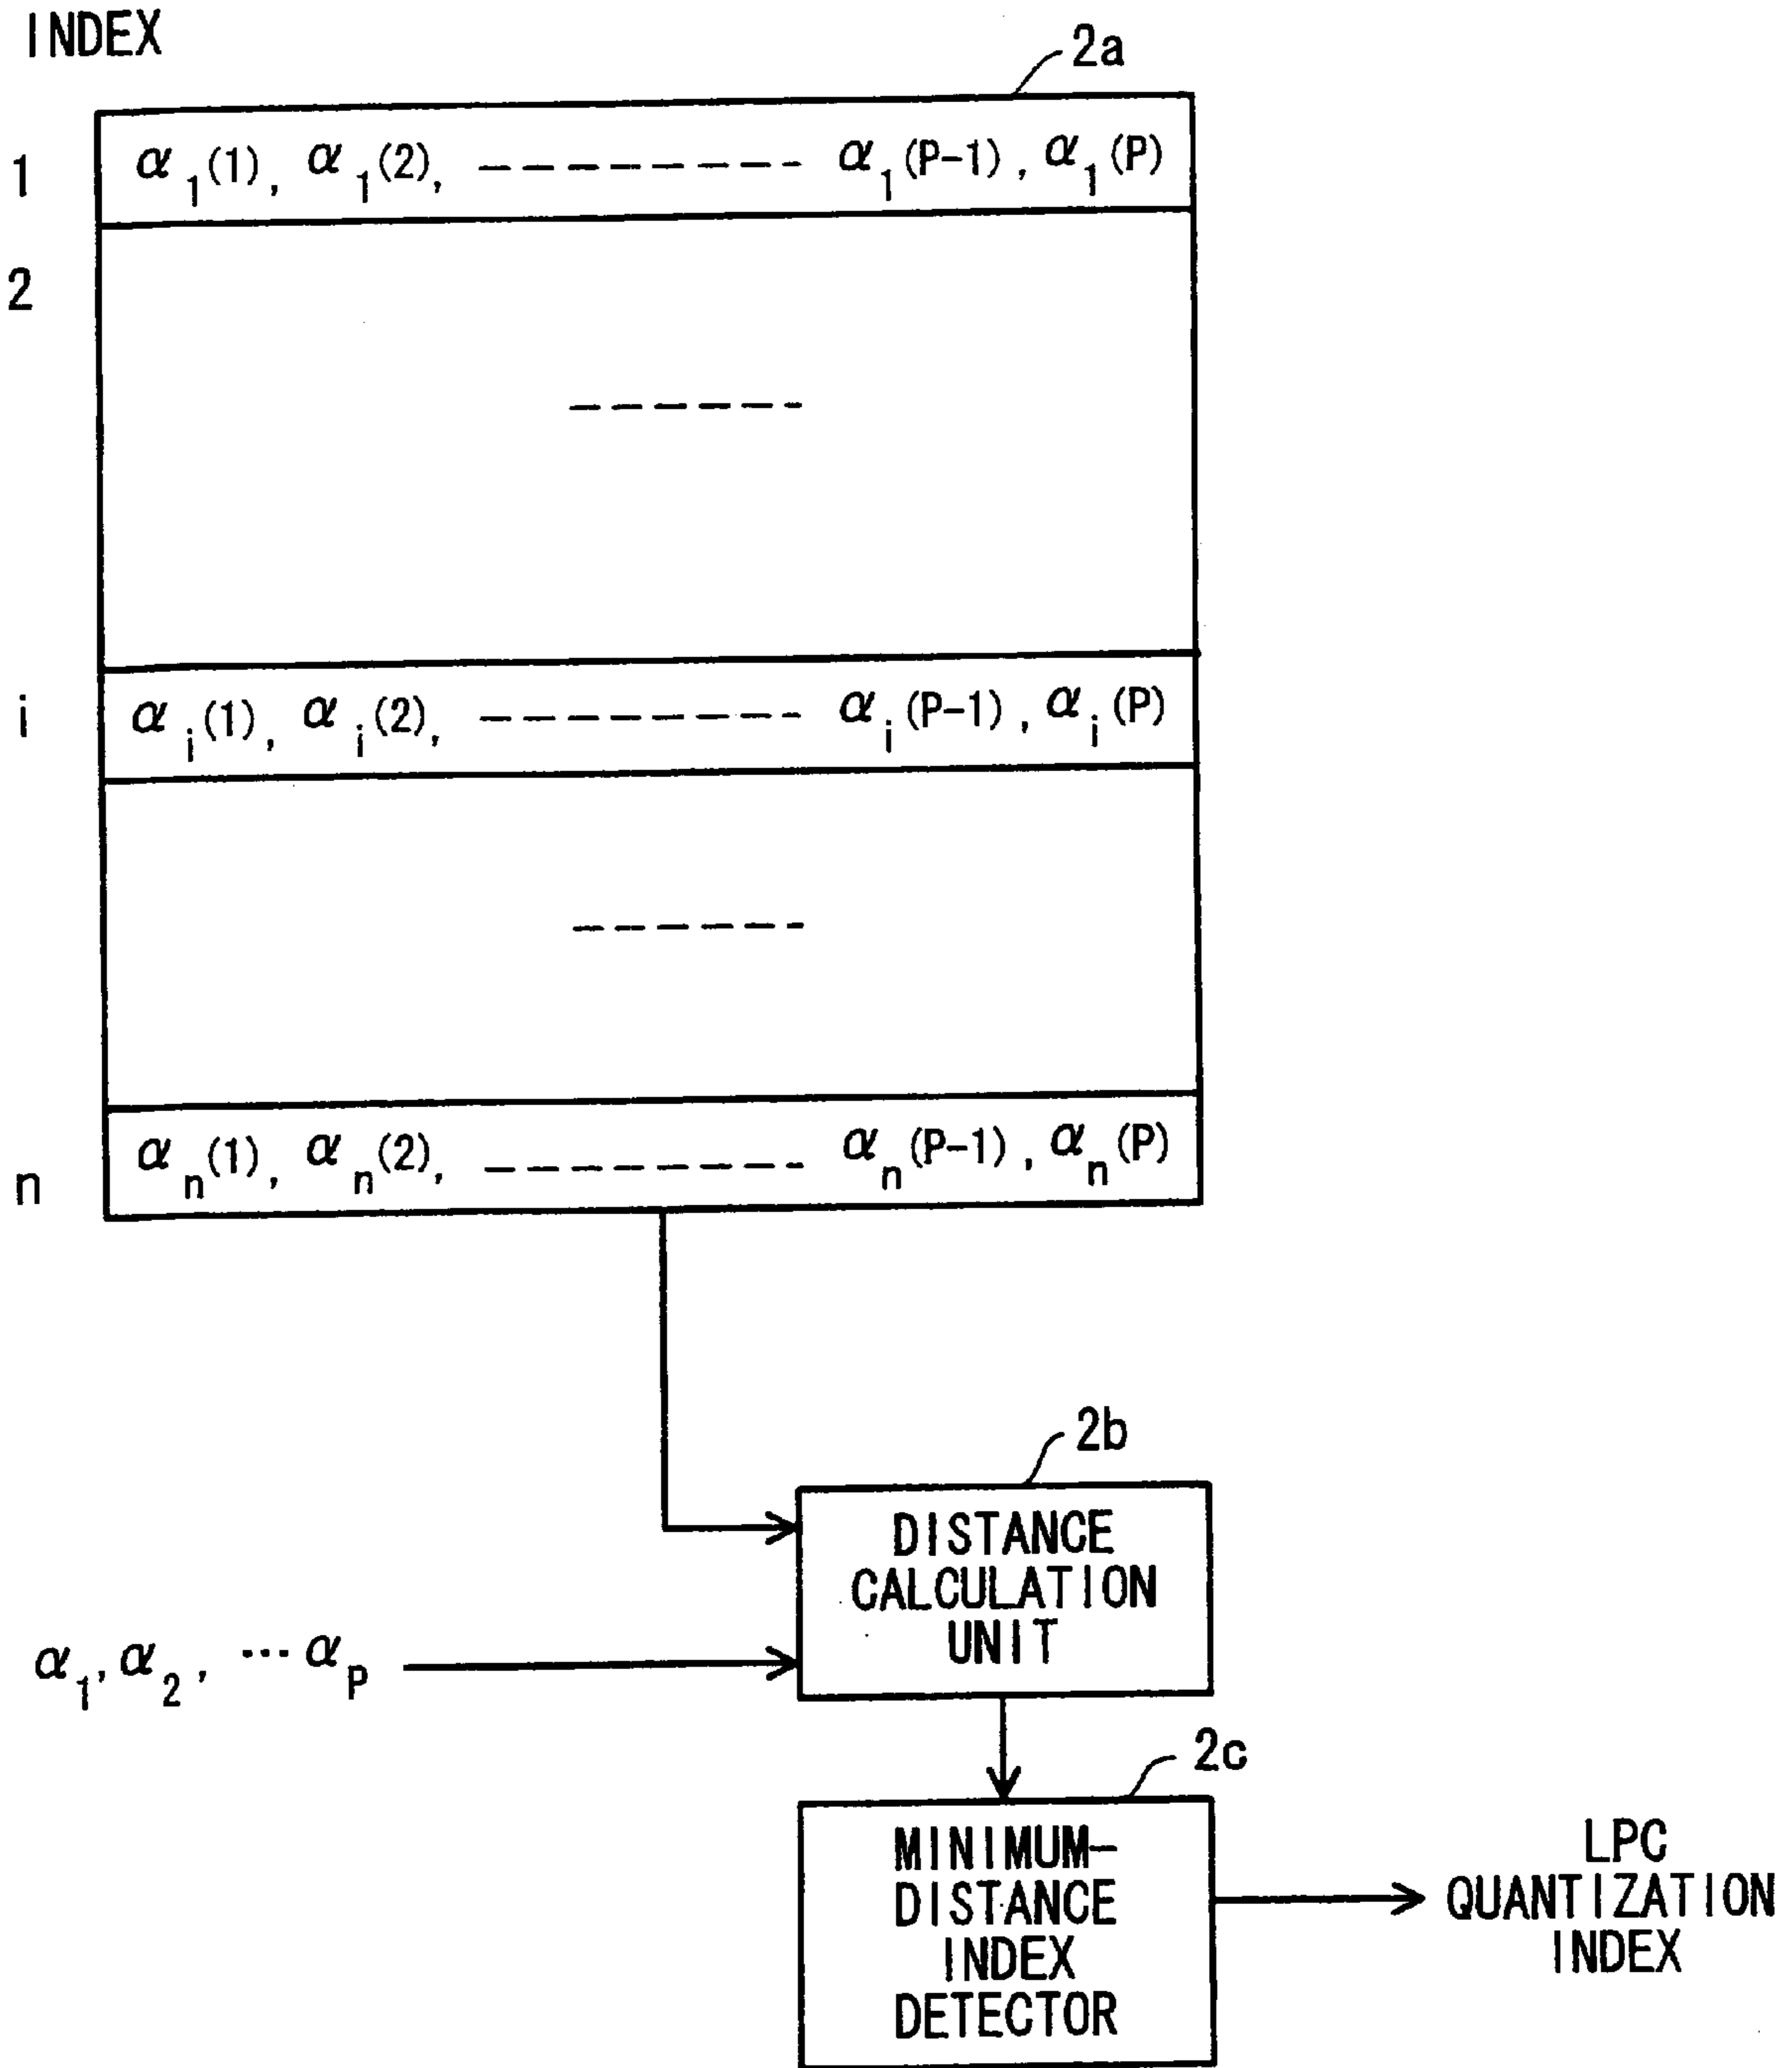 INDEX
2a
1 α₁(1), α₁(2), --------- α₁(P-1), α₁(P)
2
------
i αᵢ(1), αᵢ(2), --------- αᵢ(P-1), αᵢ(P)
------
n αₙ(1), αₙ(2), --------- αₙ(P-1), αₙ(P)
2b
DISTANCE
CALCULATION
UNIT
α₁, α₂, ··· α_P
2c
MINIMUM-
DISTANCE
INDEX
DETECTOR
LPC
QUANTIZATION
INDEX